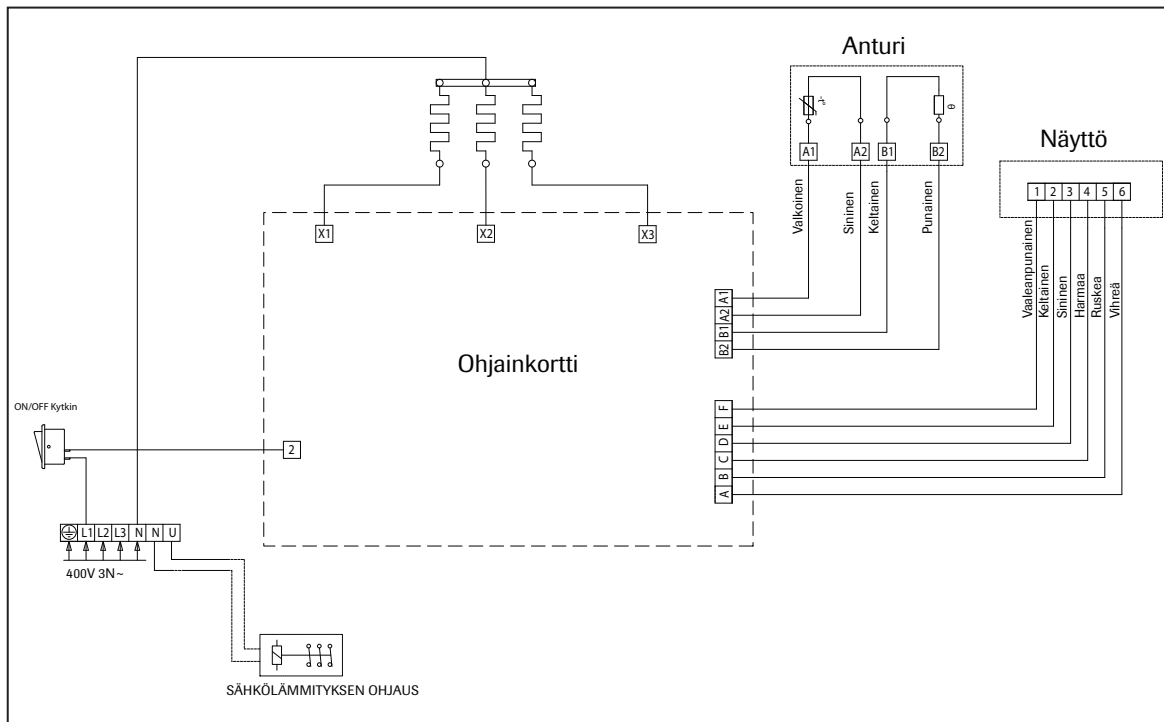 Anturi
A1 A2 B1 B2
Valkoinen
Sininen
Keltainen
Punainen
θ
Näyttö
1 2 3 4 5 6
Vaaleanpunainen
Keltainen
Sininen
Harmaa
Ruskea
Vihreä
X1 X2 X3
A1
A2
B1
B2
Ohjainkortti
F
E
D
C
B
A
ON/OFF Kytkin
2
L1 L2 L3 N N U
400V 3N~
SÄHKÖLÄMMITYKSEN OHJAUS